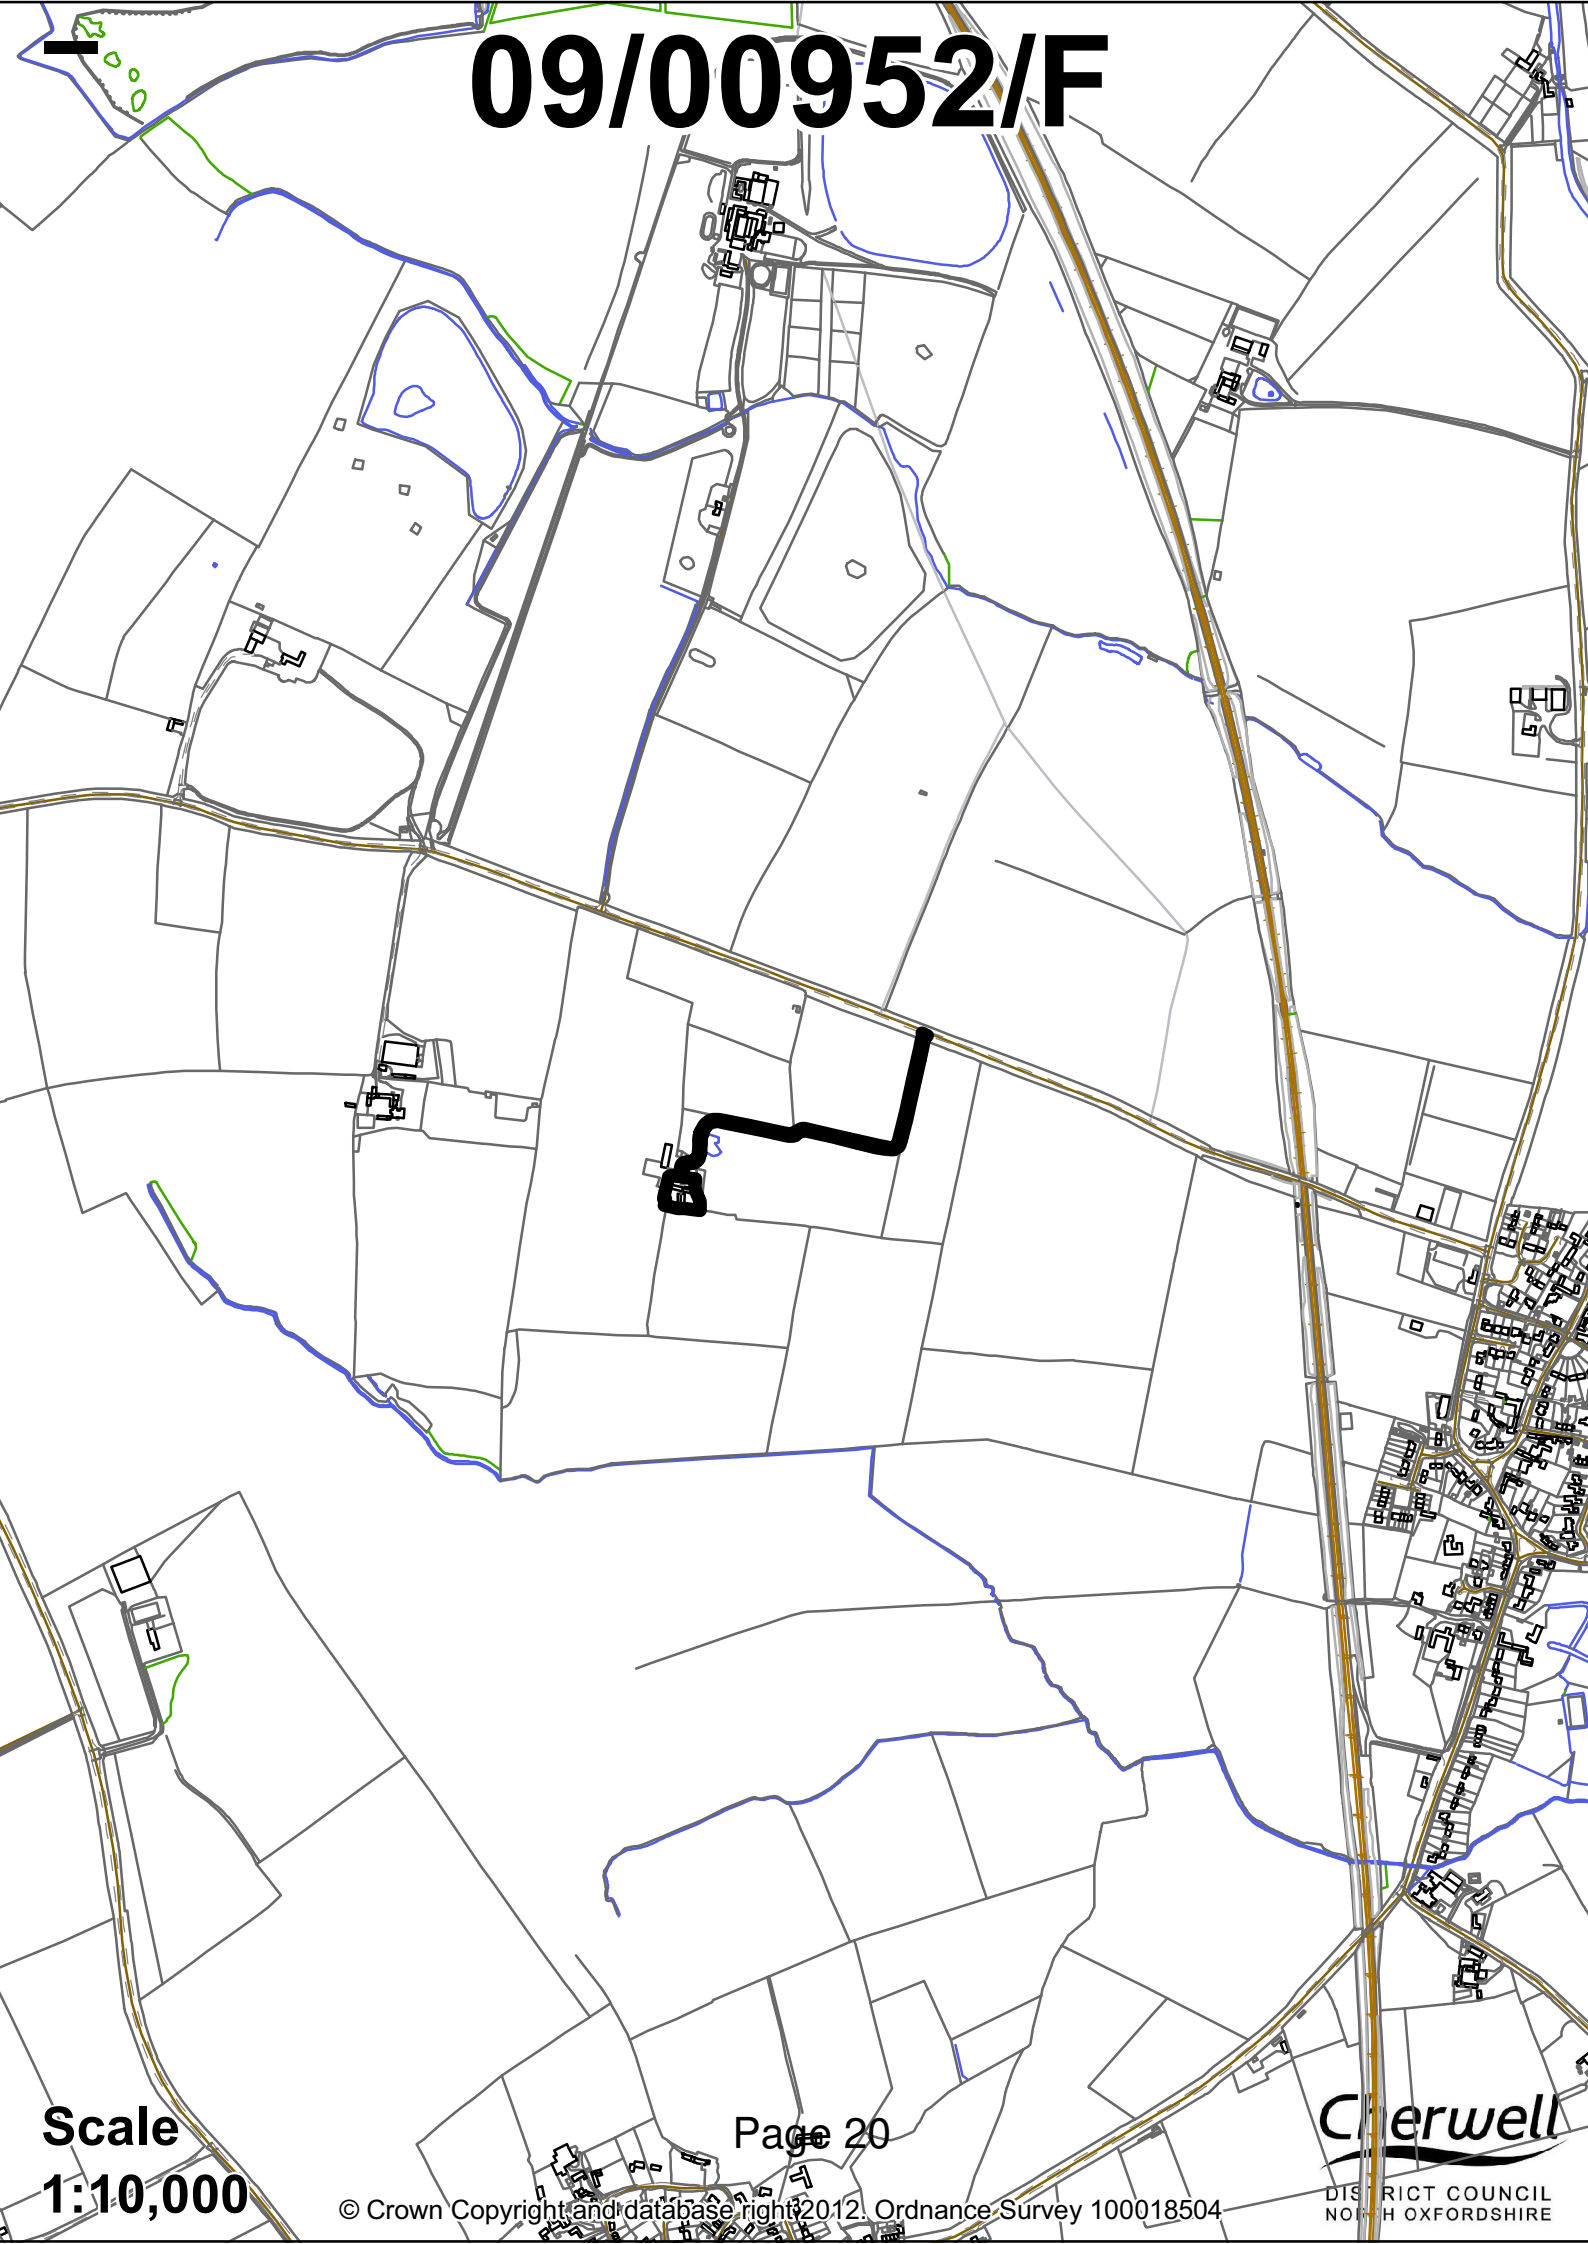 09/00952/F
Scale
1:10,000
Page 20
© Crown Copyright and database right 2012. Ordnance Survey 100018504
Cherwell
DISTRICT COUNCIL
NORTH OXFORDSHIRE